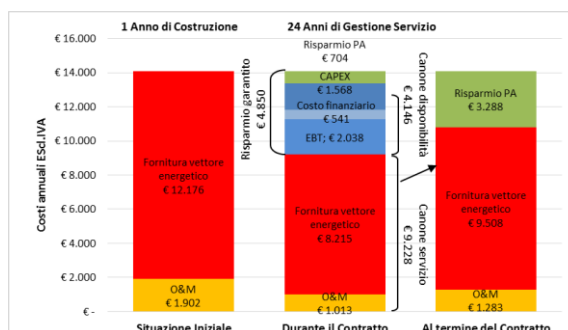 1 Anno di Costruzione
24 Anni di Gestione Servizio
€ 16.000
€ 14.000
€ 12.000
€ 10.000
€ 8.000
€ 6.000
€ 4.000
€ 2.000
€ -
Costi annuali EScl.IVA
Fornitura vettore
energetico
€ 12.176
O&M
€ 1.902
Situazione Iniziale
Risparmio PA
€ 704
Risparmio garantito
€ 4.850
CAPEX
€ 1.568
Costo finanziario
€ 541
EBT; € 2.038
Fornitura vettore
energetico
€ 8.215
O&M
€ 1.013
Durante il Contratto
Canone disponibilità
€ 4.146
Canone servizio
€ 9.228
Risparmio PA
€ 3.288
Fornitura vettore
energetico
€ 9.508
O&M
€ 1.283
Al termine del Contratto